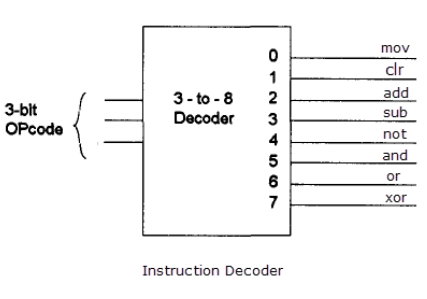 3-bit
OPcode
3 - to - 8
Decoder
0 mov
1 clr
2 add
3 sub
4 not
5 and
6 or
7 xor
Instruction Decoder